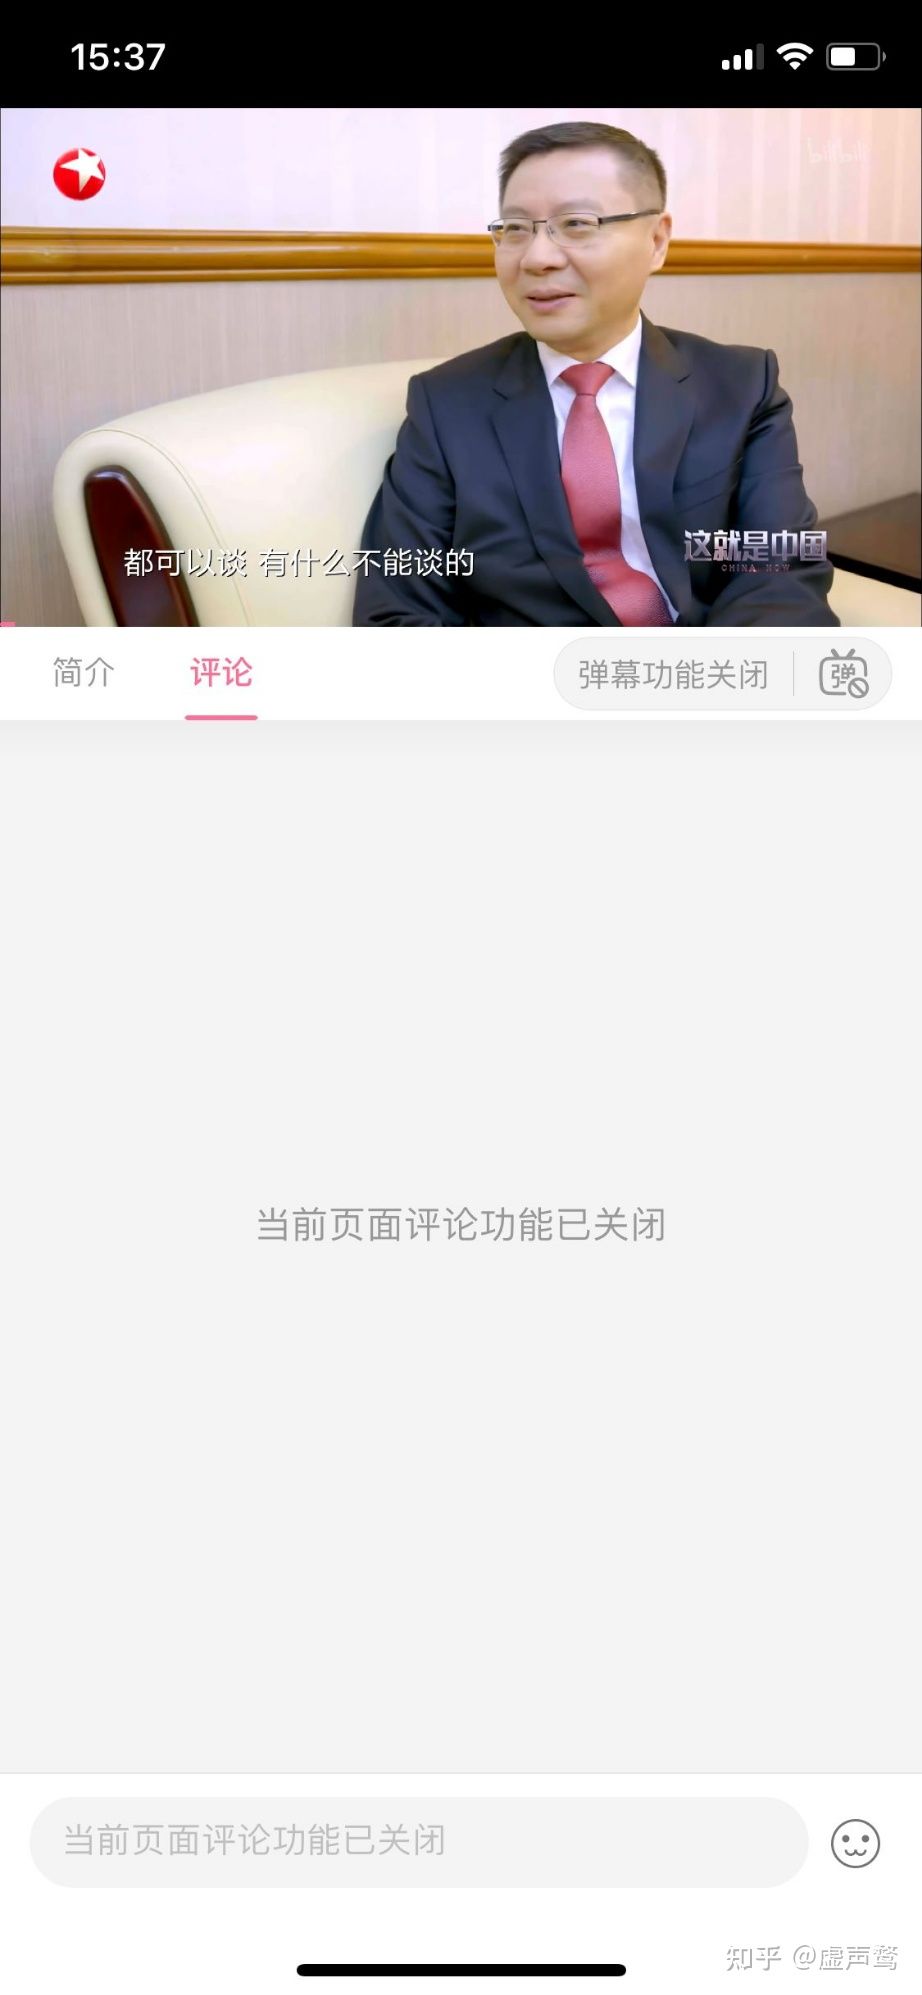 15:37
bilibili
都可以谈 有什么不能谈的
这就是中国
CHINA NOW
简介
评论
弹幕功能关闭
弹
当前页面评论功能已关闭
当前页面评论功能已关闭
知乎 @虚声鹜